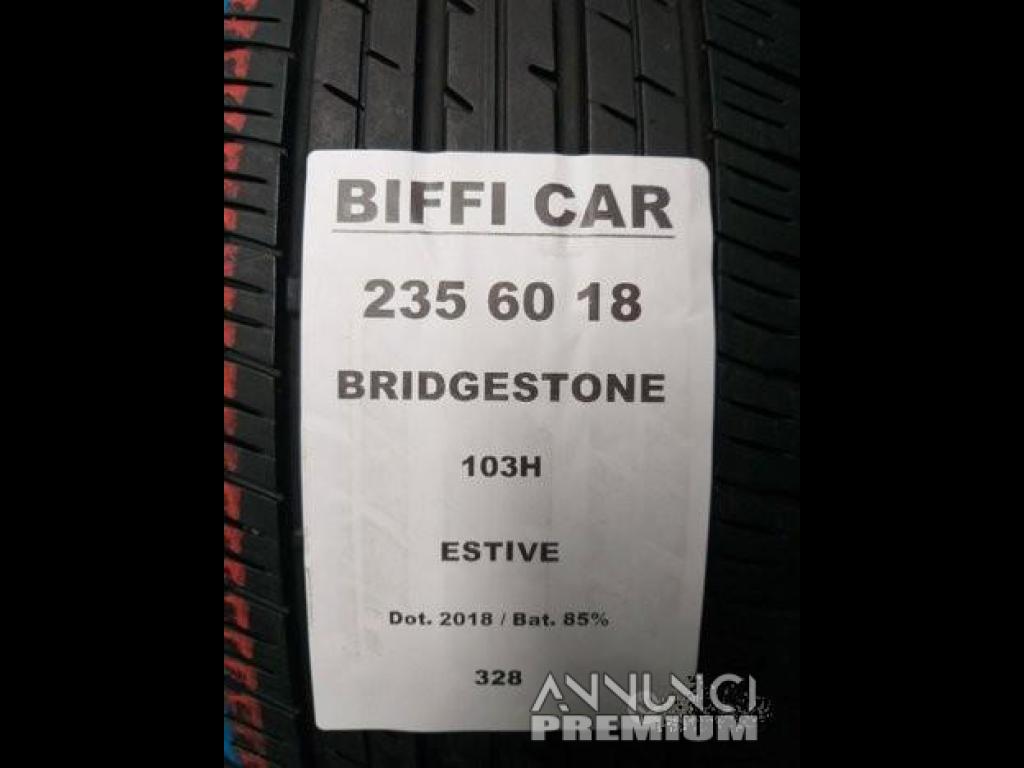 BIFFI CAR
235 60 18
BRIDGESTONE
103H
ESTIVE
Dot. 2018 / Bat. 85%
328
ANNUNCI
PREMIUM